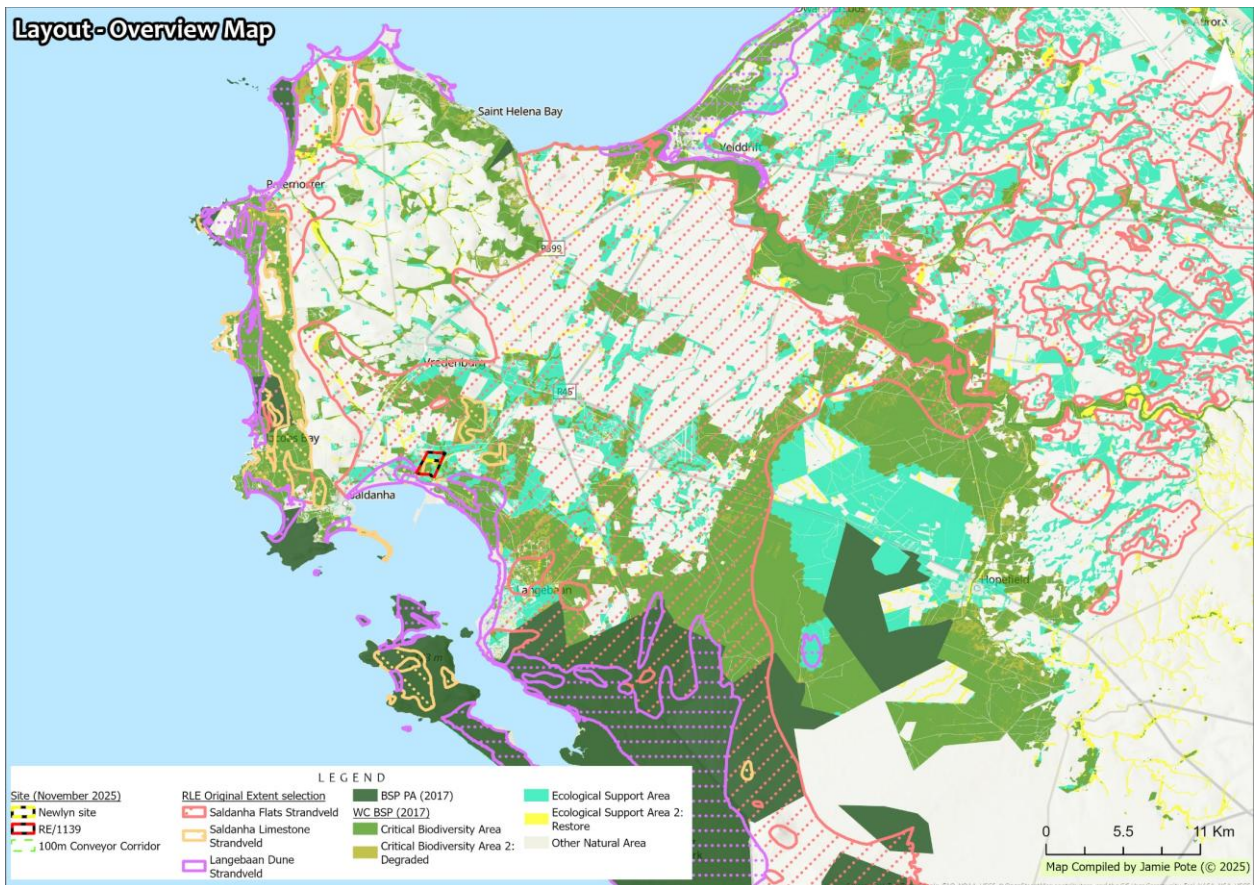 Layout - Overview Map
Aurora
Saint Helena Bay
Velddrift
Paternoster
R399
Vredenburg
R45
Saldanha
Langebaan
Hopefield
LEGEND
Site (November 2025)
Newlyn site
RE/1139
100m Conveyor Corridor
RLE Original Extent selection
Saldanha Flats Strandveld
Saldanha Limestone
Strandveld
Langebaan Dune
Strandveld
BSP PA (2017)
WC BSP (2017)
Critical Biodiversity Area
Critical Biodiversity Area 2:
Degraded
Ecological Support Area
Ecological Support Area 2:
Restore
Other Natural Area
0 5.5 11 Km
Map Compiled by Jamie Pote (© 2025)